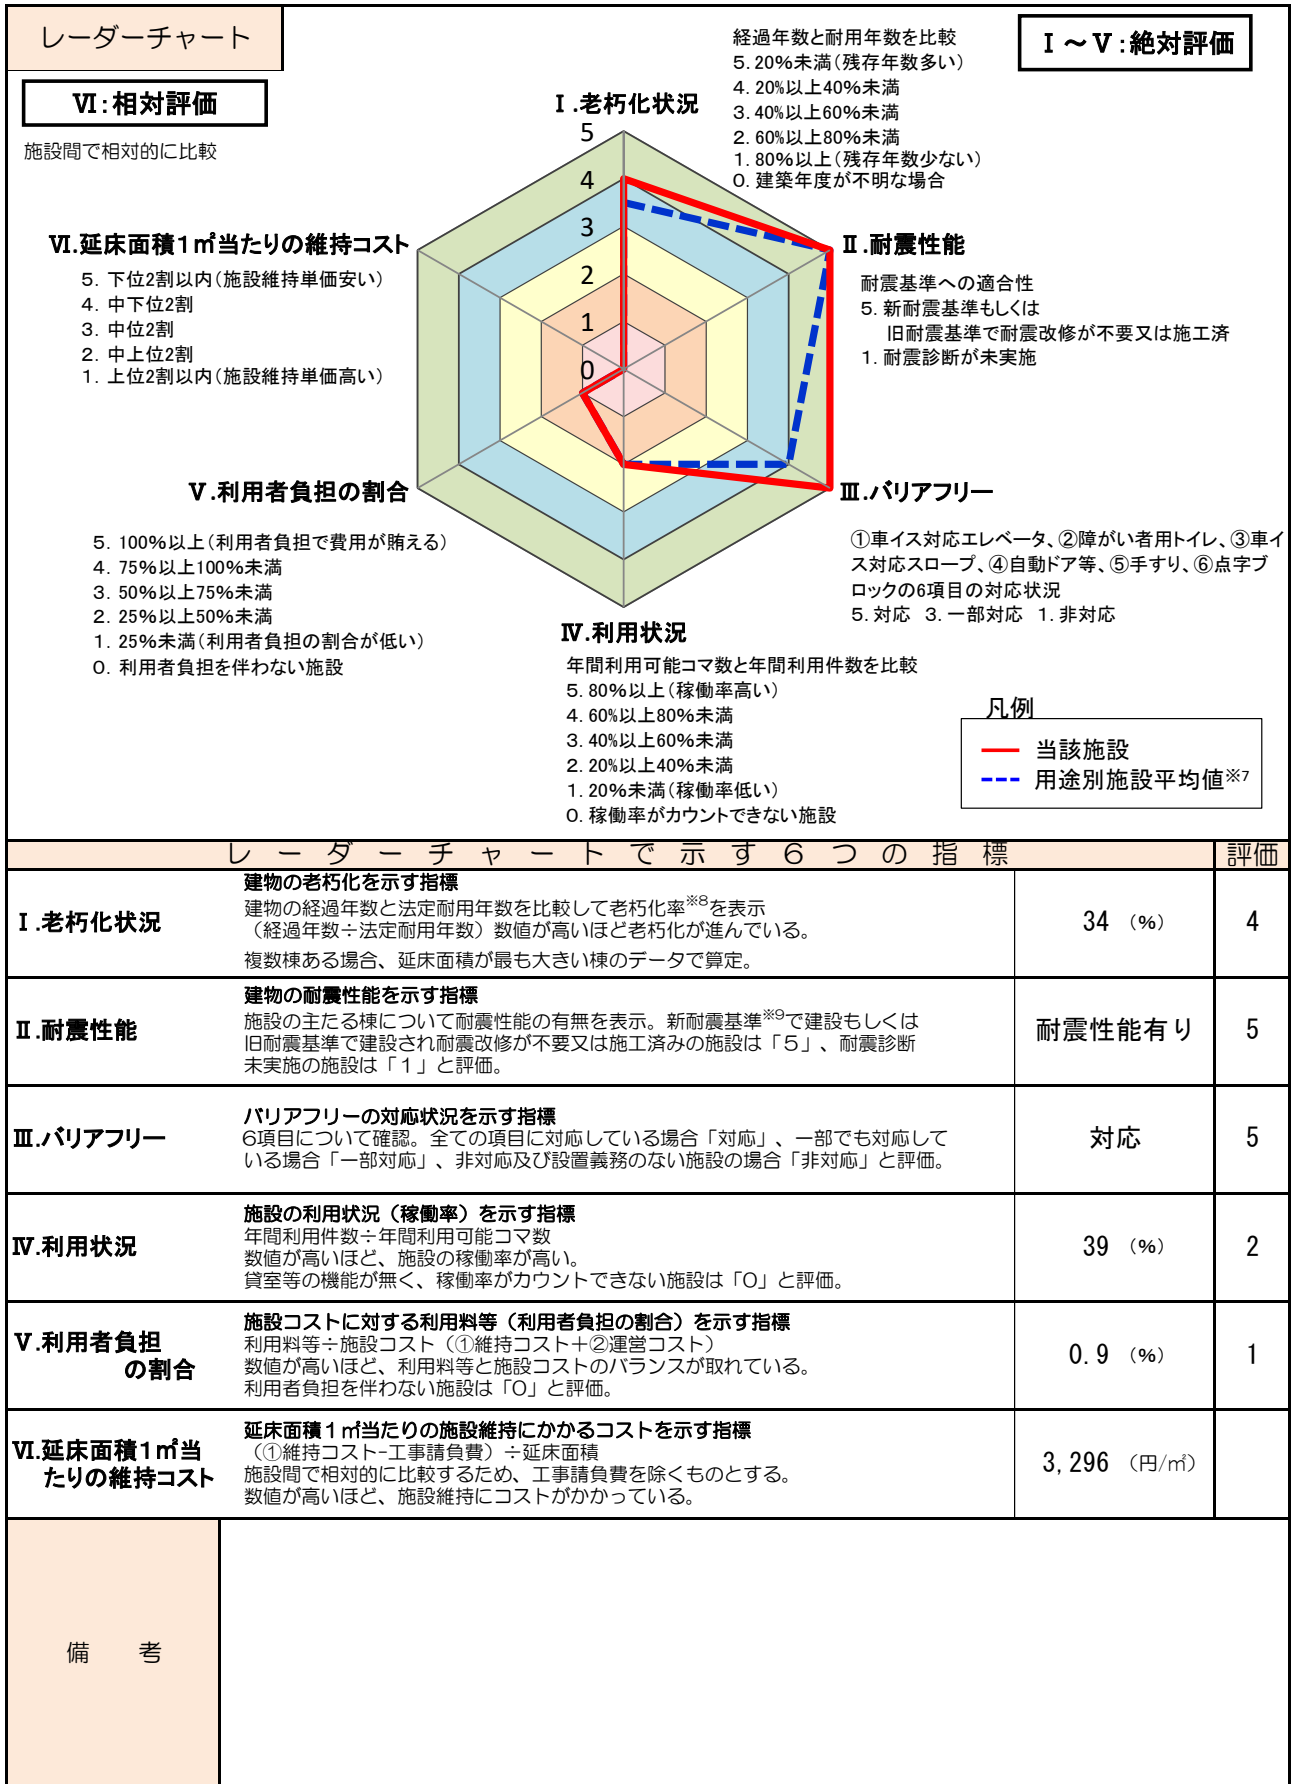 レーダーチャート
Ⅰ～Ⅴ:絶対評価
Ⅵ:相対評価
施設間で相対的に比較
Ⅰ.老朽化状況
経過年数と耐用年数を比較
5.20%未満(残存年数多い)
4.20%以上40%未満
3.40%以上60%未満
2.60%以上80%未満
1.80%以上(残存年数少ない)
0.建築年度が不明な場合
5
4
3
2
1
0
Ⅱ.耐震性能
耐震基準への適合性
5.新耐震基準もしくは
旧耐震基準で耐震改修が不要又は施工済
1.耐震診断が未実施
Ⅵ.延床面積1㎡当たりの維持コスト
5.下位2割以内(施設維持単価安い)
4.中下位2割
3.中位2割
2.中上位2割
1.上位2割以内(施設維持単価高い)
Ⅲ.バリアフリー
①車イス対応エレベータ、②障がい者用トイレ、③車イ
ス対応スロープ、④自動ドア等、⑤手すり、⑥点字ブ
ロックの6項目の対応状況
5.対応 3.一部対応 1.非対応
Ⅴ.利用者負担の割合
5.100%以上(利用者負担で費用が賄える)
4.75%以上100%未満
3.50%以上75%未満
2.25%以上50%未満
1.25%未満(利用者負担の割合が低い)
0.利用者負担を伴わない施設
Ⅳ.利用状況
年間利用可能コマ数と年間利用件数を比較
5.80%以上(稼働率高い)
4.60%以上80%未満
3.40%以上60%未満
2.20%以上40%未満
1.20%未満(稼働率低い)
0.稼働率がカウントできない施設
凡例
当該施設
用途別施設平均値※7
レーダーチャートで示す6つの指標 評価
Ⅰ.老朽化状況
建物の老朽化を示す指標
建物の経過年数と法定耐用年数を比較して老朽化率※8を表示
（経過年数÷法定耐用年数）数値が高いほど老朽化が進んでいる。
複数棟ある場合、延床面積が最も大きい棟のデータで算定。
34 （%） 4
Ⅱ.耐震性能
建物の耐震性能を示す指標
施設の主たる棟について耐震性能の有無を表示。新耐震基準※9で建設もしくは
旧耐震基準で建設され耐震改修が不要又は施工済みの施設は「5」、耐震診断
未実施の施設は「1」と評価。
耐震性能有り 5
Ⅲ.バリアフリー
バリアフリーの対応状況を示す指標
6項目について確認。全ての項目に対応している場合「対応」、一部でも対応して
いる場合「一部対応」、非対応及び設置義務のない施設の場合「非対応」と評価。
対応 5
Ⅳ.利用状況
施設の利用状況（稼働率）を示す指標
年間利用件数÷年間利用可能コマ数
数値が高いほど、施設の稼働率が高い。
貸室等の機能が無く、稼働率がカウントできない施設は「0」と評価。
39 （%） 2
Ⅴ.利用者負担
の割合
施設コストに対する利用料等（利用者負担の割合）を示す指標
利用料等÷施設コスト（①維持コスト+②運営コスト）
数値が高いほど、利用料等と施設コストのバランスが取れている。
利用者負担を伴わない施設は「0」と評価。
0.9 （%） 1
Ⅵ.延床面積1㎡当
たりの維持コスト
延床面積1㎡当たりの施設維持にかかるコストを示す指標
（①維持コスト-工事請負費）÷延床面積
施設間で相対的に比較するため、工事請負費を除くものとする。
数値が高いほど、施設維持にコストがかかっている。
3,296 （円/㎡）
備 考